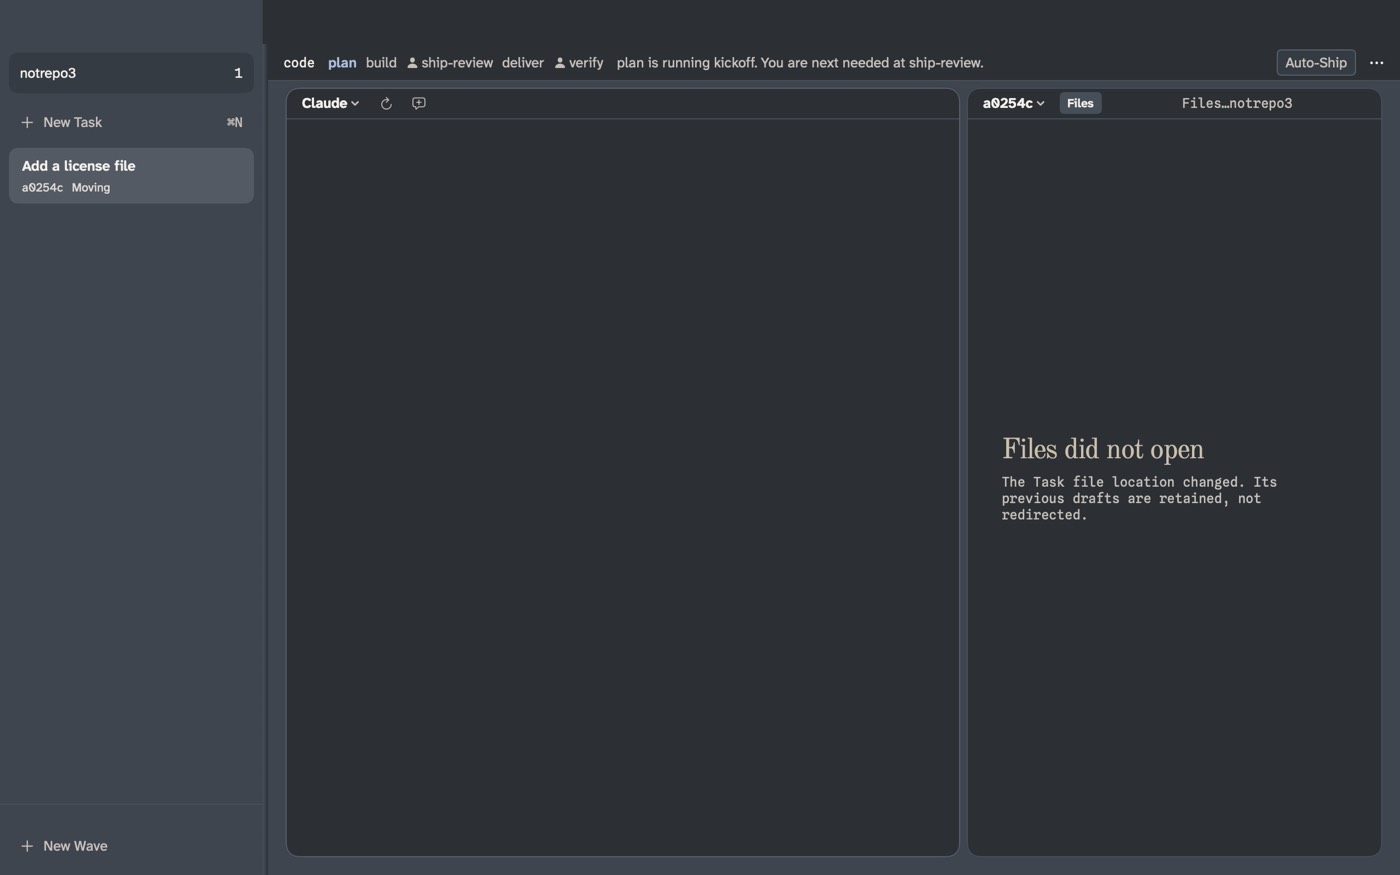 notrepo3 1
New Task ⌘N
Add a license file
a0254c Moving
New Wave
code plan build ship-review deliver verify plan is running kickoff. You are next needed at ship-review.
Auto-Ship
Claude
a0254c Files Files…notrepo3
Files did not open
The Task file location changed. Its
previous drafts are retained, not
redirected.